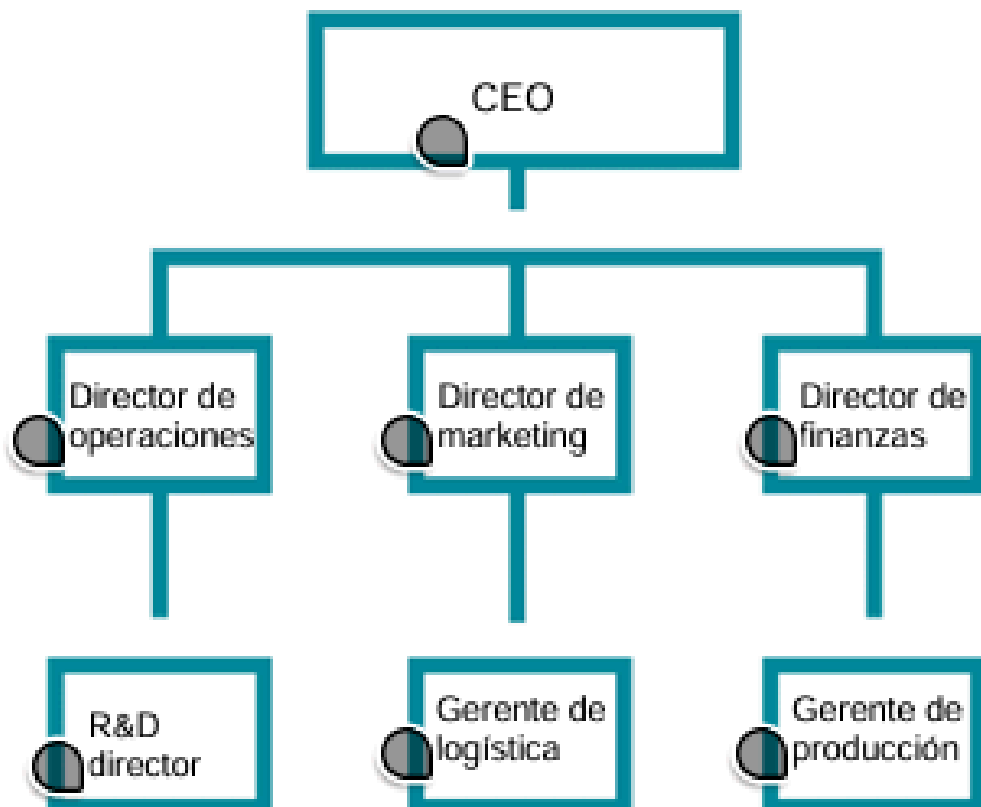 CEO
Director de
operaciones
Director de
marketing
Director de
finanzas
R&D
director
Gerente de
logística
Gerente de
producción